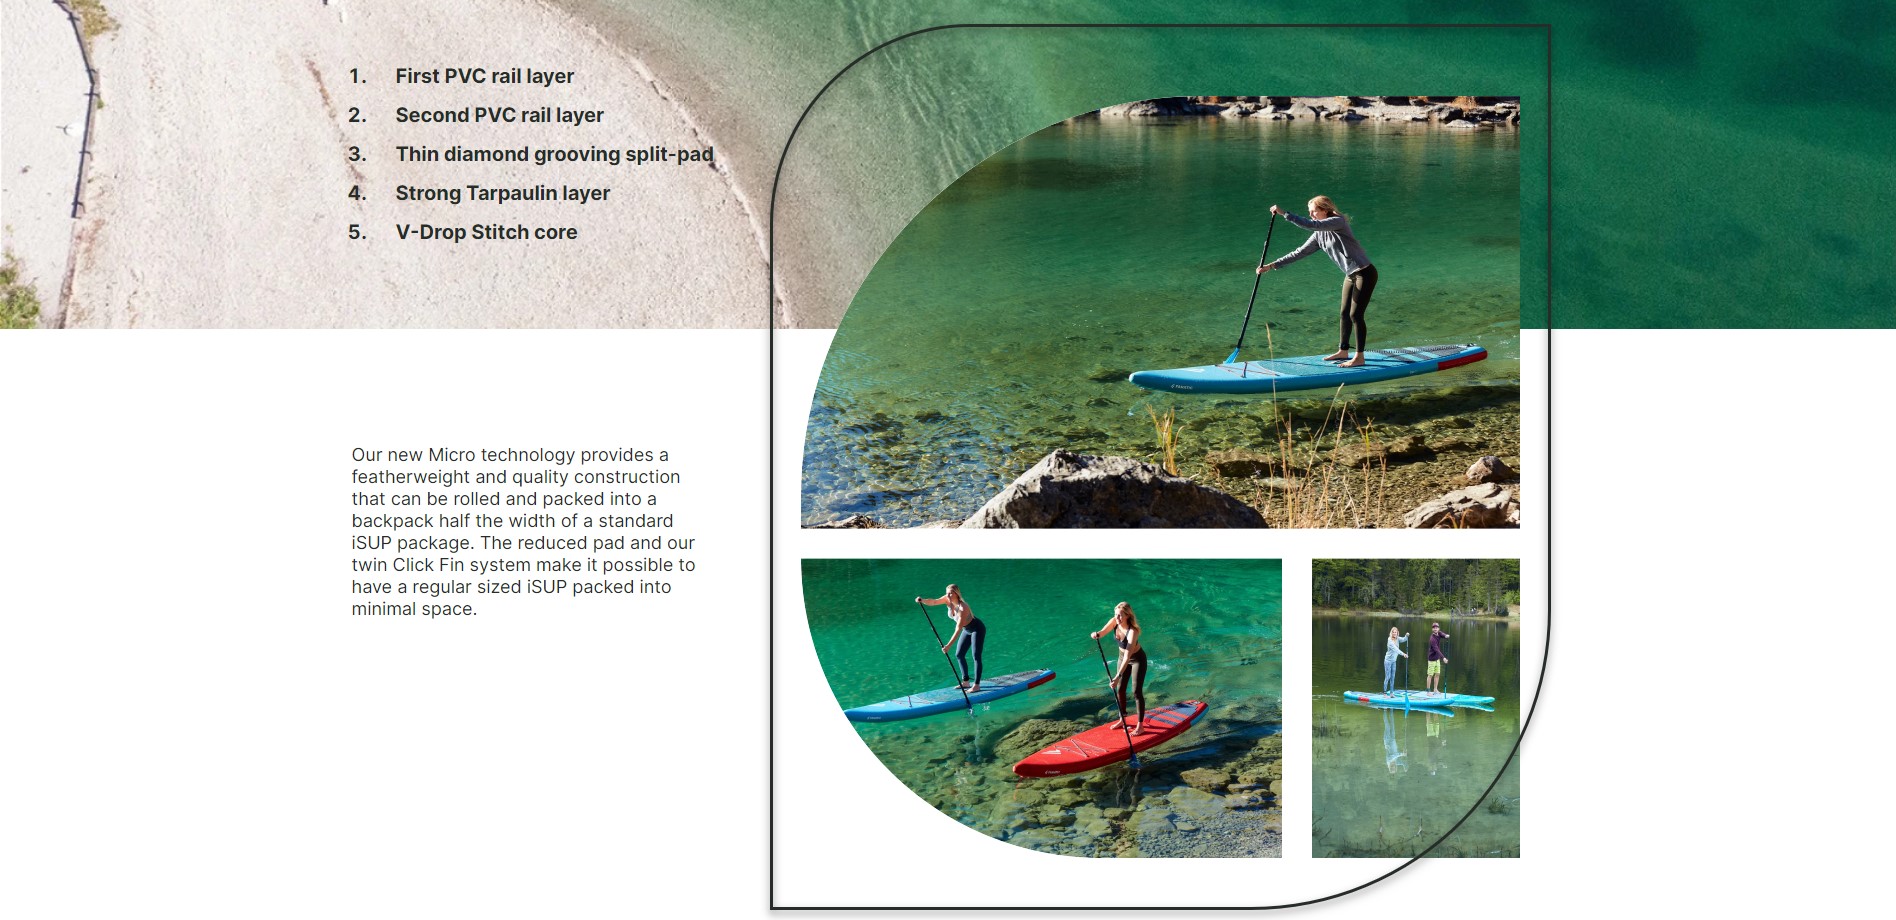 1. First PVC rail layer
2. Second PVC rail layer
3. Thin diamond grooving split-pad
4. Strong Tarpaulin layer
5. V-Drop Stitch core
Our new Micro technology provides a
featherweight and quality construction
that can be rolled and packed into a
backpack half the width of a standard
iSUP package. The reduced pad and our
twin Click Fin system make it possible to
have a regular sized iSUP packed into
minimal space.